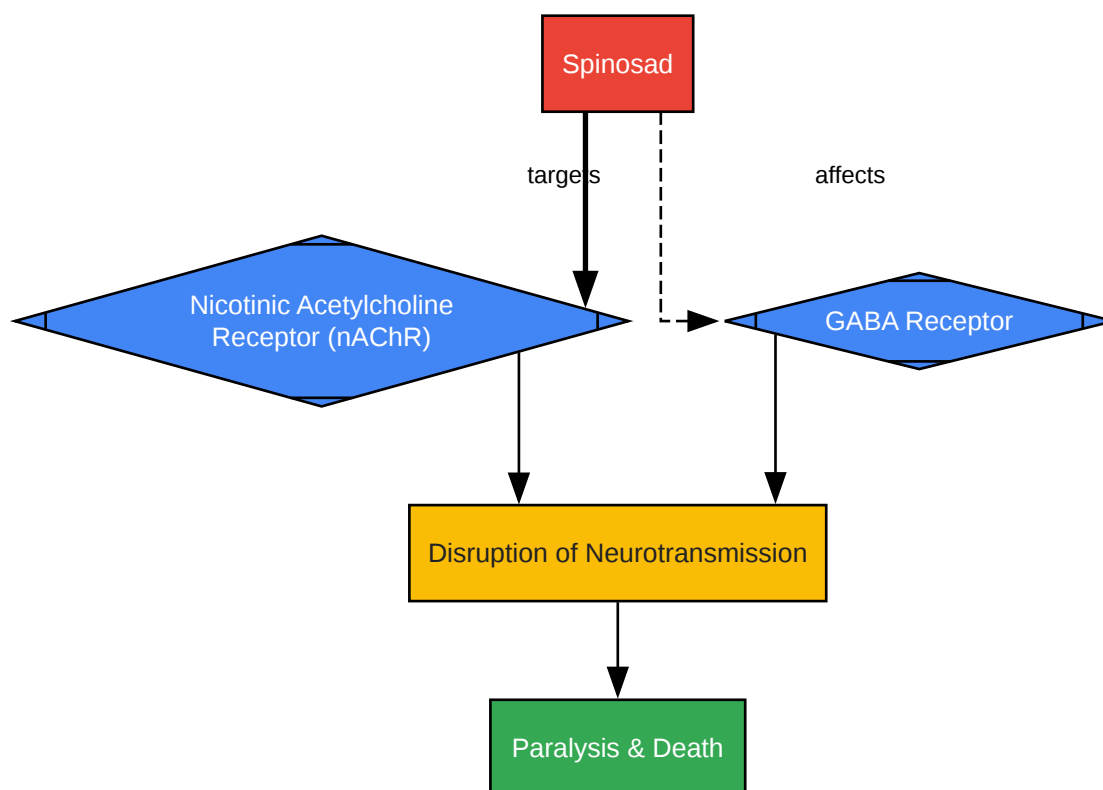 Spinosad
targets
affects
Nicotinic Acetylcholine
Receptor (nAChR)
GABA Receptor
Disruption of Neurotransmission
Paralysis & Death